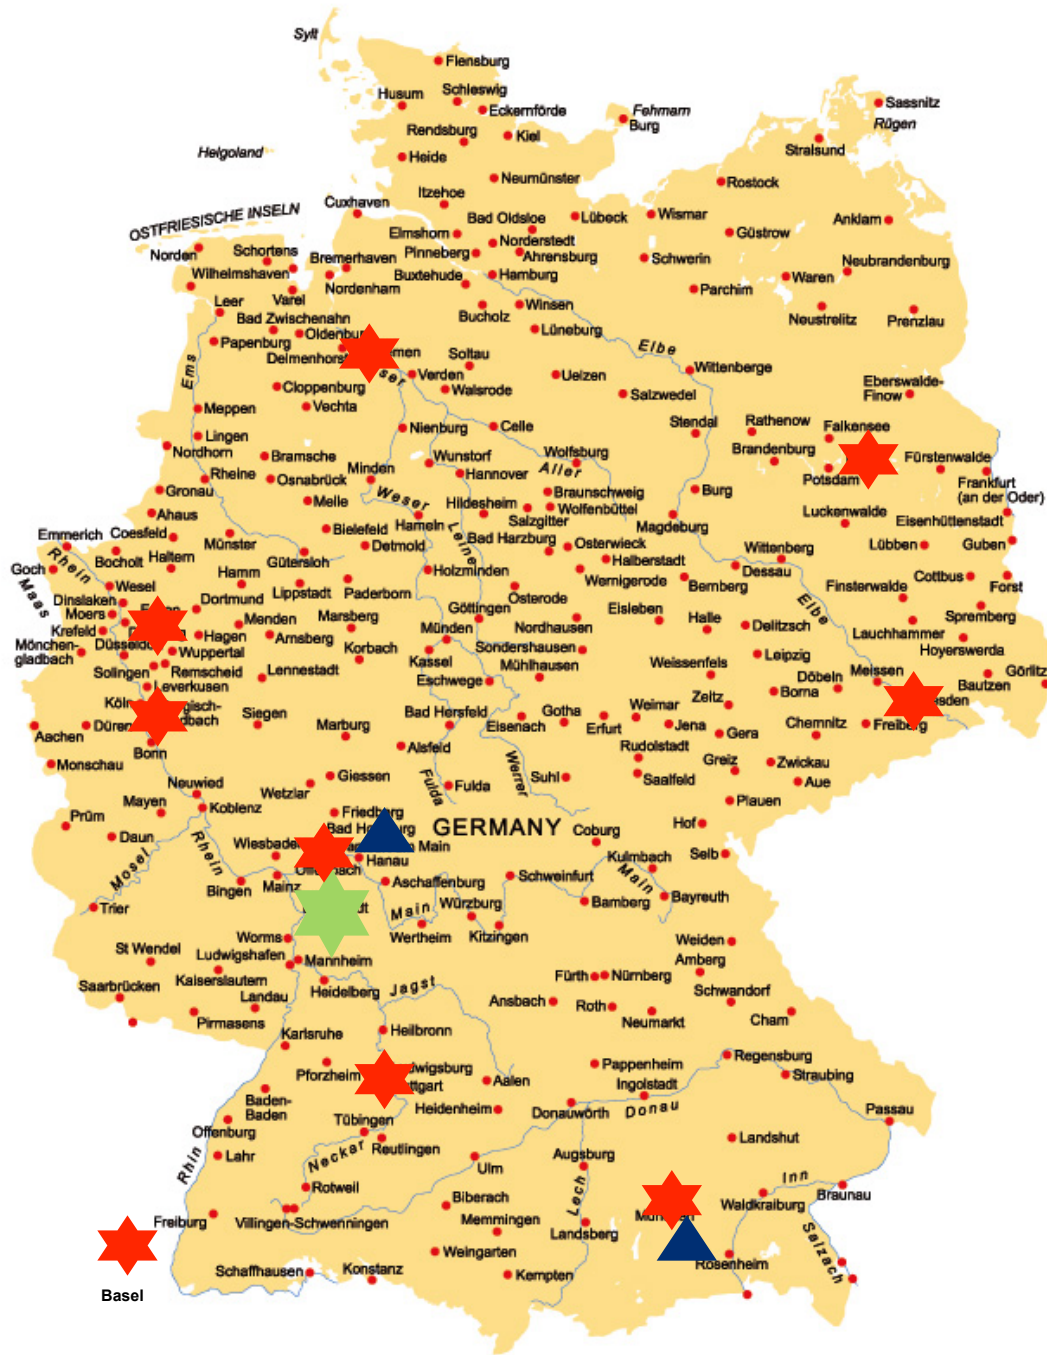 Sylt
Flensburg
Schleswig
Husum
Eckernförde
Fehmarn
Burg
Sassnitz
Rügen
Rendsburg
Kiel
Stralsund
Helgoland
Heide
Neumünster
Rostock
Itzehoe
Cuxhaven
OSTFRIESISCHE INSELN
Bad Oldsloe
Lübeck
Wismar
Anklam
Elmshorn
Norderstedt
Güstrow
Norden
Schortens
Pinneberg
Ahrensburg
Schwerin
Bremerhaven
Neubrandenburg
Wilhelmshaven
Buxtehude
Hamburg
Waren
Nordenham
Parchim
Leer
Varel
Bucholz
Winsen
Neustrelitz
Prenzlau
Bad Zwischenahn
Lüneburg
Papenburg
Elbe
Delmenhorst
Soltau
Ems
Verden
Uelzen
Wittenberge
Cloppenburg
Walsrode
Salzwedel
Eberswalde-
Finow
Meppen
Vechta
Stendal
Rathenow
Falkensee
Lingen
Nienburg
Celle
Nordhorn
Bramsche
Wunstorf
Wolfsburg
Brandenburg
Fürstenwalde
Rheine
Osnabrück
Minden
Hannover
Aller
Potsdam
Frankfurt
(an der Oder)
Gronau
Melle
Weser
Hildesheim
Braunschweig
Wolfenbüttel
Burg
Luckenwalde
Ahaus
Bielefeld
Hameln
Leine
Salzgitter
Magdeburg
Eisenhüttenstadt
Emmerich
Coesfeld
Münster
Detmold
Bad Harzburg
Osterwieck
Wittenberg
Lübben
Guben
Goch
Rhein
Bocholt
Haltern
Gütersloh
Halberstadt
Dessau
Maas
Wesel
Hamm
Lippstadt
Paderborn
Holzminden
Wernigerode
Bernberg
Finsterwalde
Cottbus
Forst
Dinslaken
Dortmund
Osterode
Elbe
Moers
Menden
Marsberg
Göttingen
Eisleben
Halle
Spremberg
Krefeld
Hagen
Arnsberg
Münden
Nordhausen
Delitzsch
Lauchhammer
Mönchen-
gladbach
Wuppertal
Korbach
Kassel
Sondershausen
Leipzig
Hoyerswerda
Solingen
Remscheid
Lennestadt
Eschwege
Mühlhausen
Weissenfels
Meissen
Görlitz
Leverkusen
Döbeln
Bautzen
Zeitz
Borna
Siegen
Bad Hersfeld
Eisenach
Gotha
Weimar
Aachen
Marburg
Erfurt
Jena
Gera
Chemnitz
Freiberg
Bonn
Alsfeld
Rudolstadt
Monschau
Giessen
Werrer
Greiz
Zwickau
Neuwied
Wetzlar
Fulda
Fulda
Suhl
Saalfeld
Aue
Mayen
Koblenz
Friedberg
Plauen
Prüm
GERMANY
Coburg
Hof
Daun
Rhein
Main
Kulmbach
Selb
Mosel
Hanau
Bingen
Mainz
Aschaffenburg
Schweinfurt
Main
Trier
Main
Würzburg
Bamberg
Bayreuth
Worms
Wertheim
Kitzingen
Weiden
St Wendel
Ludwigshafen
Mannheim
Amberg
Saarbrücken
Kaiserslautern
Heidelberg
Jagst
Fürth
Nürnberg
Schwandorf
Landau
Ansbach
Roth
Neumarkt
Cham
Pirmasens
Karlsruhe
Heilbronn
Pforzheim
Pappenheim
Regensburg
Aalen
Ingolstadt
Straubing
Baden-
Baden
Heidenheim
Donauwörth
Donau
Passau
Offenburg
Tübingen
Reutlingen
Landshut
Rhin
Lahr
Neckar
Ulm
Augsburg
Rotweil
Lech
Inn
Braunau
Freiburg
Villingen-Schwenningen
Biberach
Waldkraiburg
Memmingen
Landsberg
Salzach
Weingarten
Rosenheim
Schaffhausen
Konstanz
Kempten
Basel